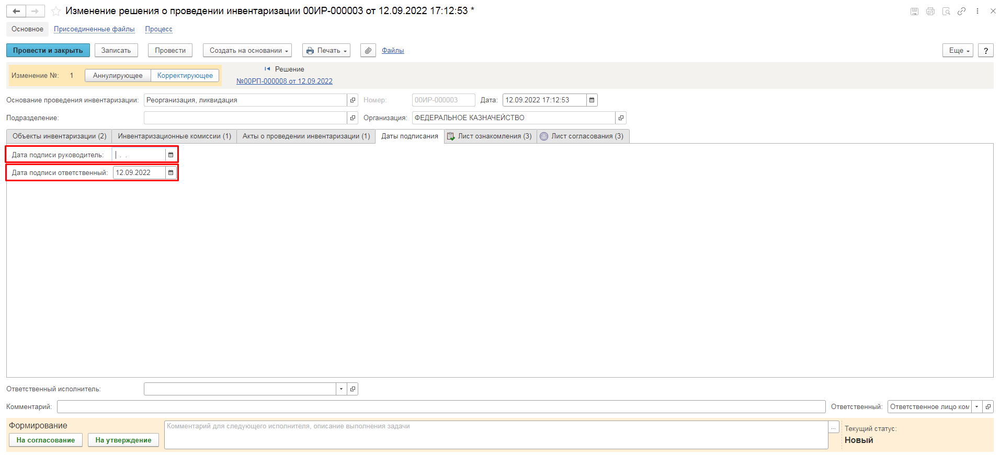 Изменение решения о проведении инвентаризации 00ИР-000003 от 12.09.2022 17:12:53 *
Основное Присоединенные файлы Процесс
Провести и закрыть Записать Провести Создать на основании Печать Файлы Еще ?
Решение
Изменение №: 1 Аннулирующее Корректирующее
№00РП-000008 от 12.09.2022
Основание проведения инвентаризации: Реорганизация, ликвидация Номер: 00ИР-000003 Дата: 12.09.2022 17:12:53
Подразделение: Организация: ФЕДЕРАЛЬНОЕ КАЗНАЧЕЙСТВО
Объекты инвентаризации (2) Инвентаризационные комиссии (1) Акты о проведении инвентаризации (1) Даты подписания Лист ознакомления (3) Лист согласования (3)
Дата подписи руководитель: . .
Дата подписи ответственный: 12.09.2022
Ответственный исполнитель:
Комментарий: Ответственный: Ответственное лицо ком
Формирование
Комментарий для следующего исполнителя, описание выполнения задачи ...
Текущий статус:
На согласование На утверждение
Новый